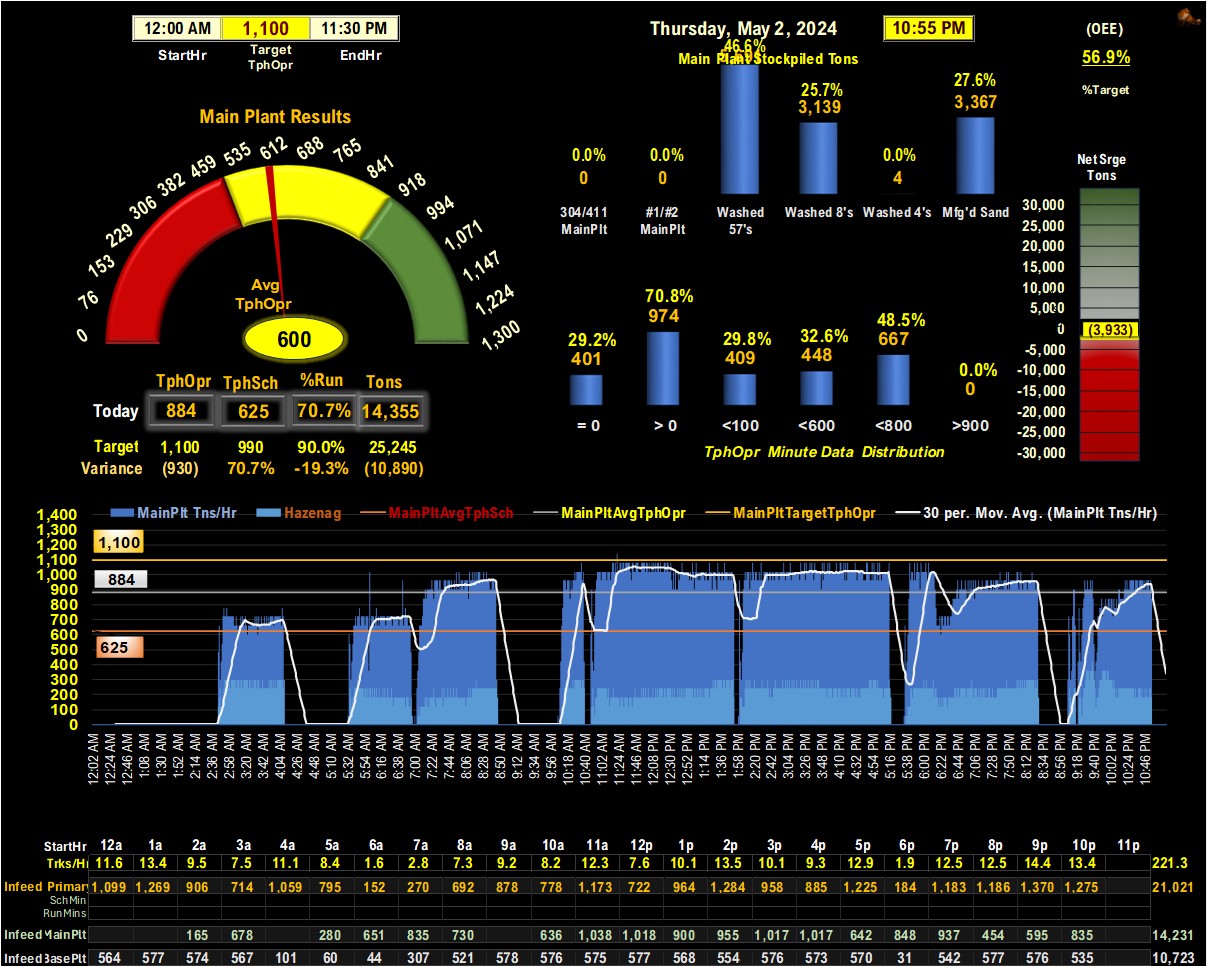 12:00 AM 1,100 11:30 PM
StartHr Target TphOpr EndHr
Thursday, May 2, 2024 10:55 PM
(OEE)
56.9%
%Target
Main Plant Stockpiled Tons
46.6%
25.7%
3,139
27.6%
3,367
0.0% 0.0% 0.0%
0 0 4
304/411 MainPlt #1/#2 MainPlt Washed 57's Washed 8's Washed 4's Mfg'd Sand
Main Plant Results
0 76 153 229 306 382 459 535 612 688 765 841 918 994 1,071 1,147 1,224 1,300
Avg
TphOpr
600
NetSrge
Tons
30,000
25,000
20,000
15,000
10,000
5,000
0
(3,933)
-5,000
-10,000
-15,000
-20,000
-25,000
-30,000
29.2% 70.8% 29.8% 32.6% 48.5% 0.0%
401 974 409 448 667 0
= 0 > 0 <100 <600 <800 >900
TphOpr Minute Data Distribution
TphOpr TphSch %Run Tons
Today 884 625 70.7% 14,355
Target 1,100 990 90.0% 25,245
Variance (930) 70.7% -19.3% (10,890)
MainPlt Tns/Hr Hazenag MainPltAvgTphSch MainPltAvgTphOpr MainPltTargetTphOpr 30 per. Mov. Avg. (MainPlt Tns/Hr)
1,400
1,300
1,200
1,100
1,000
900
800
700
600
500
400
300
200
100
0
1,100
884
625
12:02 AM 12:24 AM 12:46 AM 1:08 AM 1:30 AM 1:52 AM 2:14 AM 2:36 AM 2:58 AM 3:20 AM 3:42 AM 4:04 AM 4:26 AM 4:48 AM 5:10 AM 5:32 AM 5:54 AM 6:16 AM 6:38 AM 7:00 AM 7:22 AM 7:44 AM 8:06 AM 8:28 AM 8:50 AM 9:12 AM 9:34 AM 9:56 AM 10:18 AM 10:40 AM 11:02 AM 11:24 AM 11:46 AM 12:08 PM 12:30 PM 12:52 PM 1:14 PM 1:36 PM 1:58 PM 2:20 PM 2:42 PM 3:04 PM 3:26 PM 3:48 PM 4:10 PM 4:32 PM 4:54 PM 5:16 PM 5:38 PM 6:00 PM 6:22 PM 6:44 PM 7:06 PM 7:28 PM 7:50 PM 8:12 PM 8:34 PM 8:56 PM 9:18 PM 9:40 PM 10:02 PM 10:24 PM 10:46 PM
StartHr 12a 1a 2a 3a 4a 5a 6a 7a 8a 9a 10a 11a 12p 1p 2p 3p 4p 5p 6p 7p 8p 9p 10p 11p
Trks/Hr 11.6 13.4 9.5 7.5 11.1 8.4 1.6 2.8 7.3 9.2 8.2 12.3 7.6 10.1 13.5 10.1 9.3 12.9 1.9 12.5 12.5 14.4 13.4 221.3
Infeed Primary 1,099 1,269 906 714 1,059 795 152 270 692 878 778 1,173 722 964 1,284 958 885 1,225 184 1,183 1,186 1,370 1,275 21,021
SchMin
RunMins
Infeed MainPlt 165 678 280 651 835 730 636 1,038 1,018 900 955 1,017 1,017 642 848 937 454 595 835 14,231
Infeed BasePlt 564 577 574 567 101 60 44 307 521 578 576 575 577 568 554 576 573 570 31 542 577 576 535 10,723